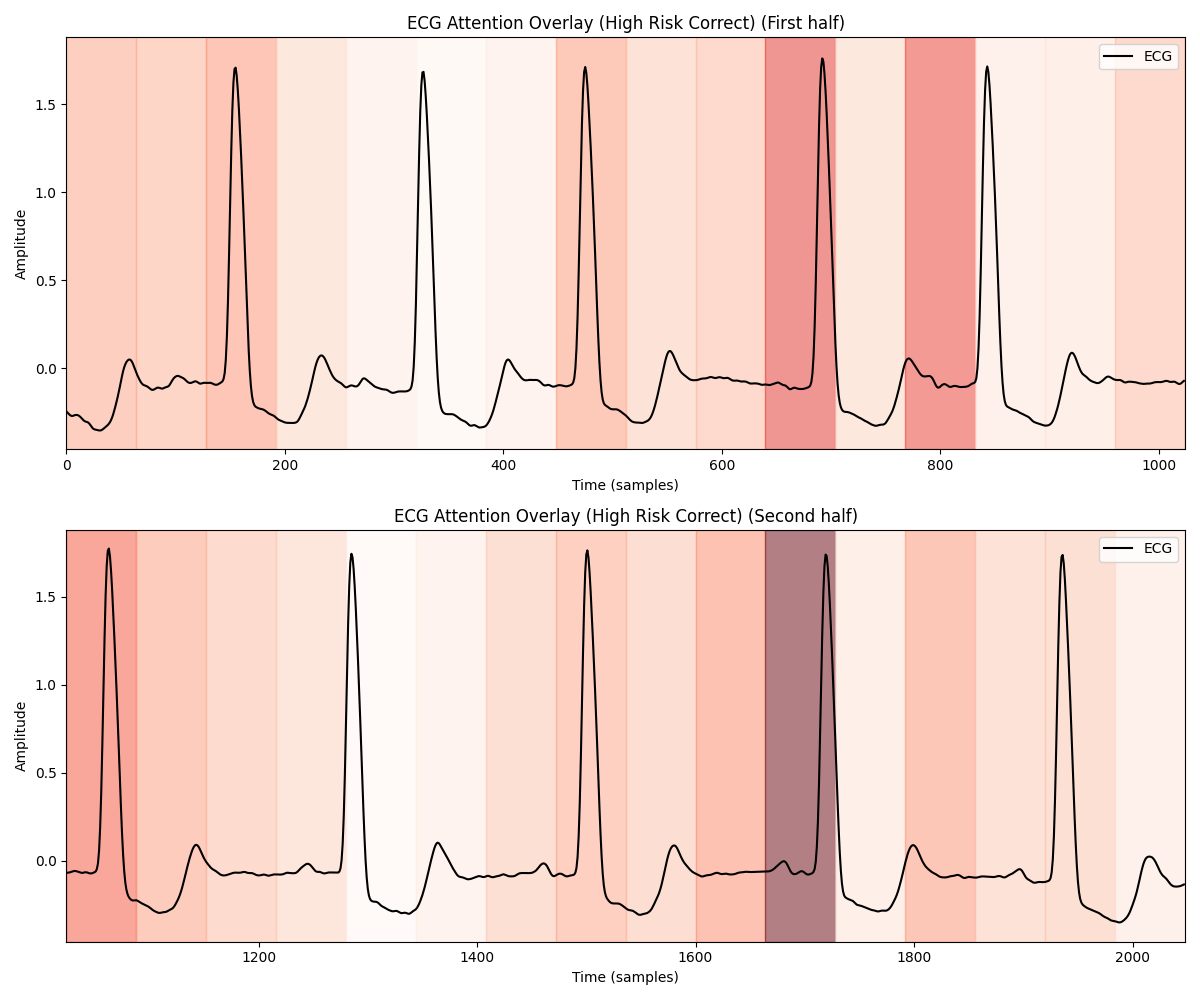 ECG Attention Overlay (High Risk Correct) (First half)
ECG
Amplitude
1.5
1.0
0.5
0.0
0 200 400 600 800 1000
Time (samples)
ECG Attention Overlay (High Risk Correct) (Second half)
ECG
Amplitude
1.5
1.0
0.5
0.0
1200 1400 1600 1800 2000
Time (samples)